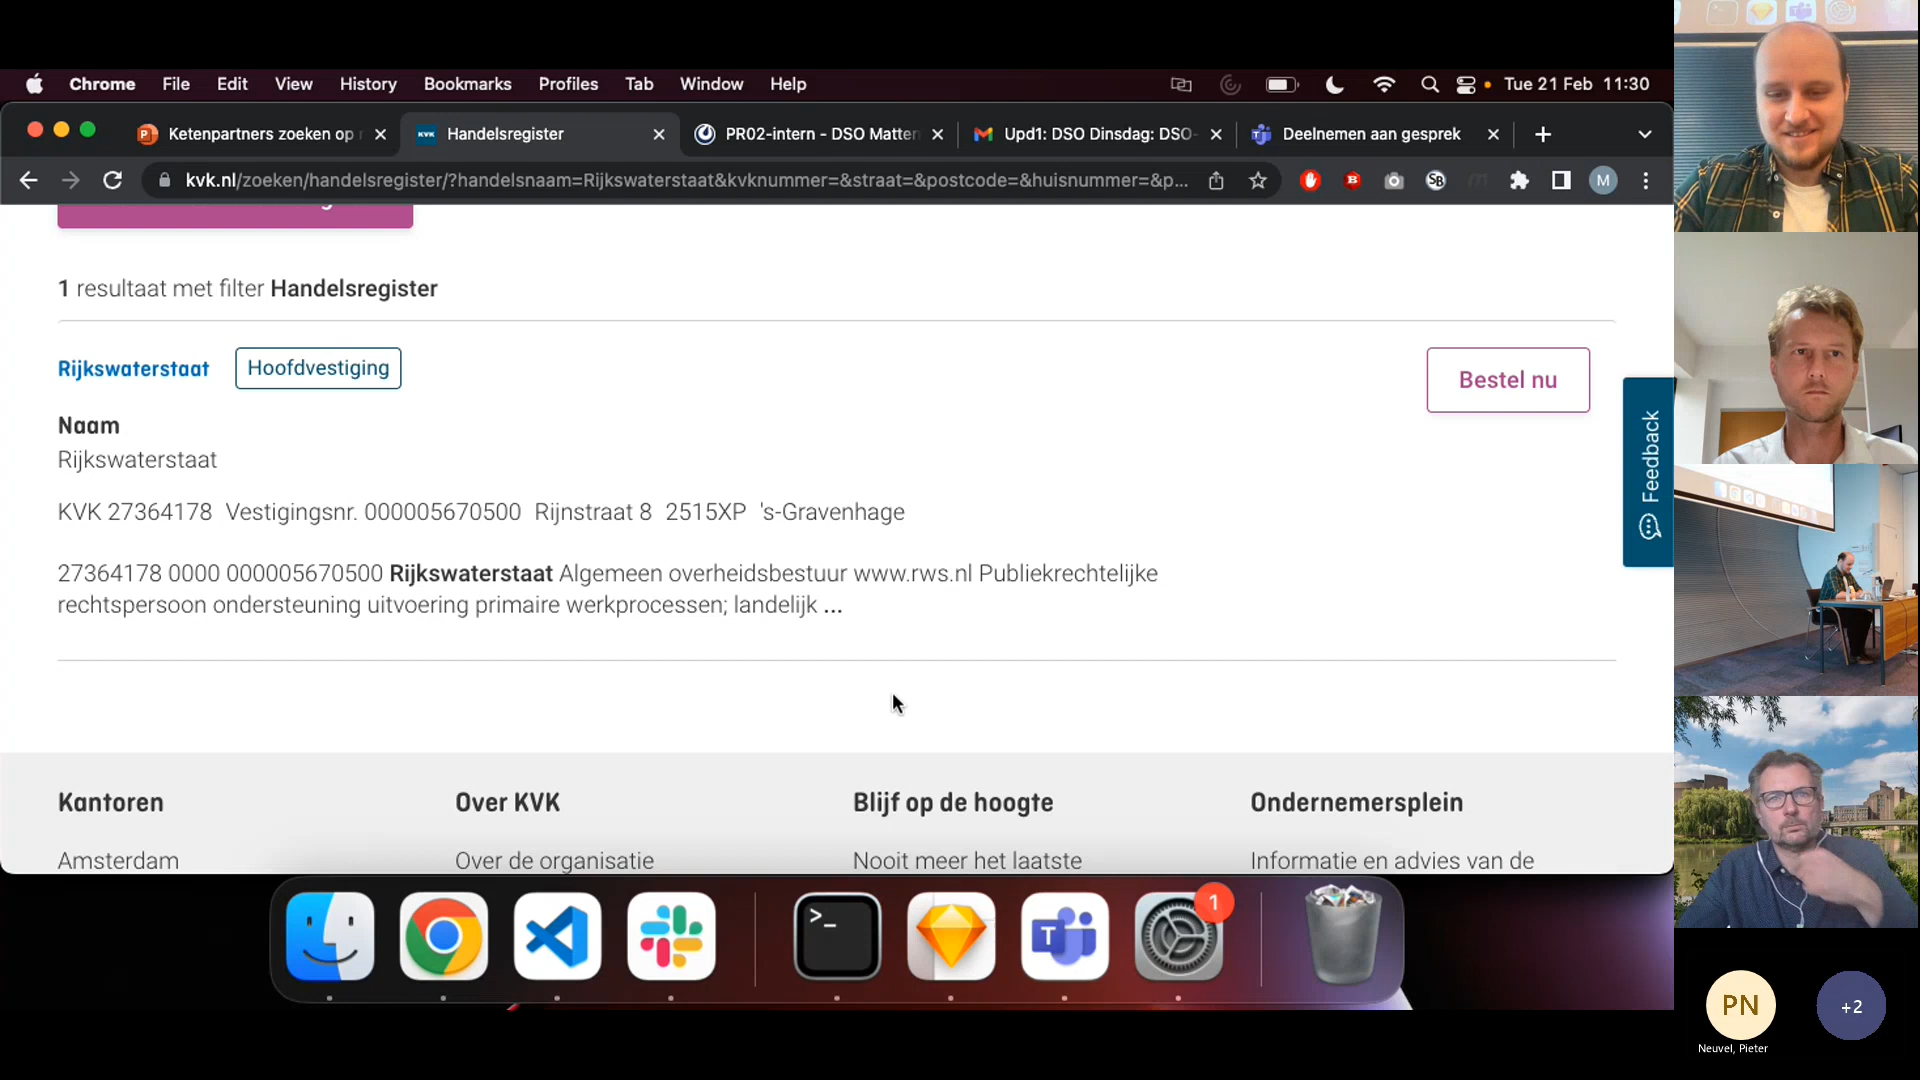 Chrome File Edit View History Bookmarks Profiles Tab Window Help Tue 21 Feb 11:30
Ketenpartners zoeken op
KVK Handelsregister
PR02-intern - DSO Matter
Upd1: DSO Dinsdag: DSO-
Deelnemen aan gesprek
kvk.nl/zoeken/handelsregister/?handelsnaam=Rijkswaterstaat&kvknummer=&straat=&postcode=&huisnummer=&p...
M
1 resultaat met filter Handelsregister
Rijkswaterstaat Hoofdvestiging
Bestel nu
Naam
Rijkswaterstaat
KVK 27364178 Vestigingsnr. 000005670500 Rijnstraat 8 2515XP 's-Gravenhage
27364178 0000 000005670500 Rijkswaterstaat Algemeen overheidsbestuur www.rws.nl Publiekrechtelijke
rechtspersoon ondersteuning uitvoering primaire werkprocessen; landelijk ...
Feedback
Kantoren Over KVK Blijf op de hoogte Ondernemersplein
Amsterdam Over de organisatie Nooit meer het laatste Informatie en advies van de
1
PN
+2
Neuvel, Pieter